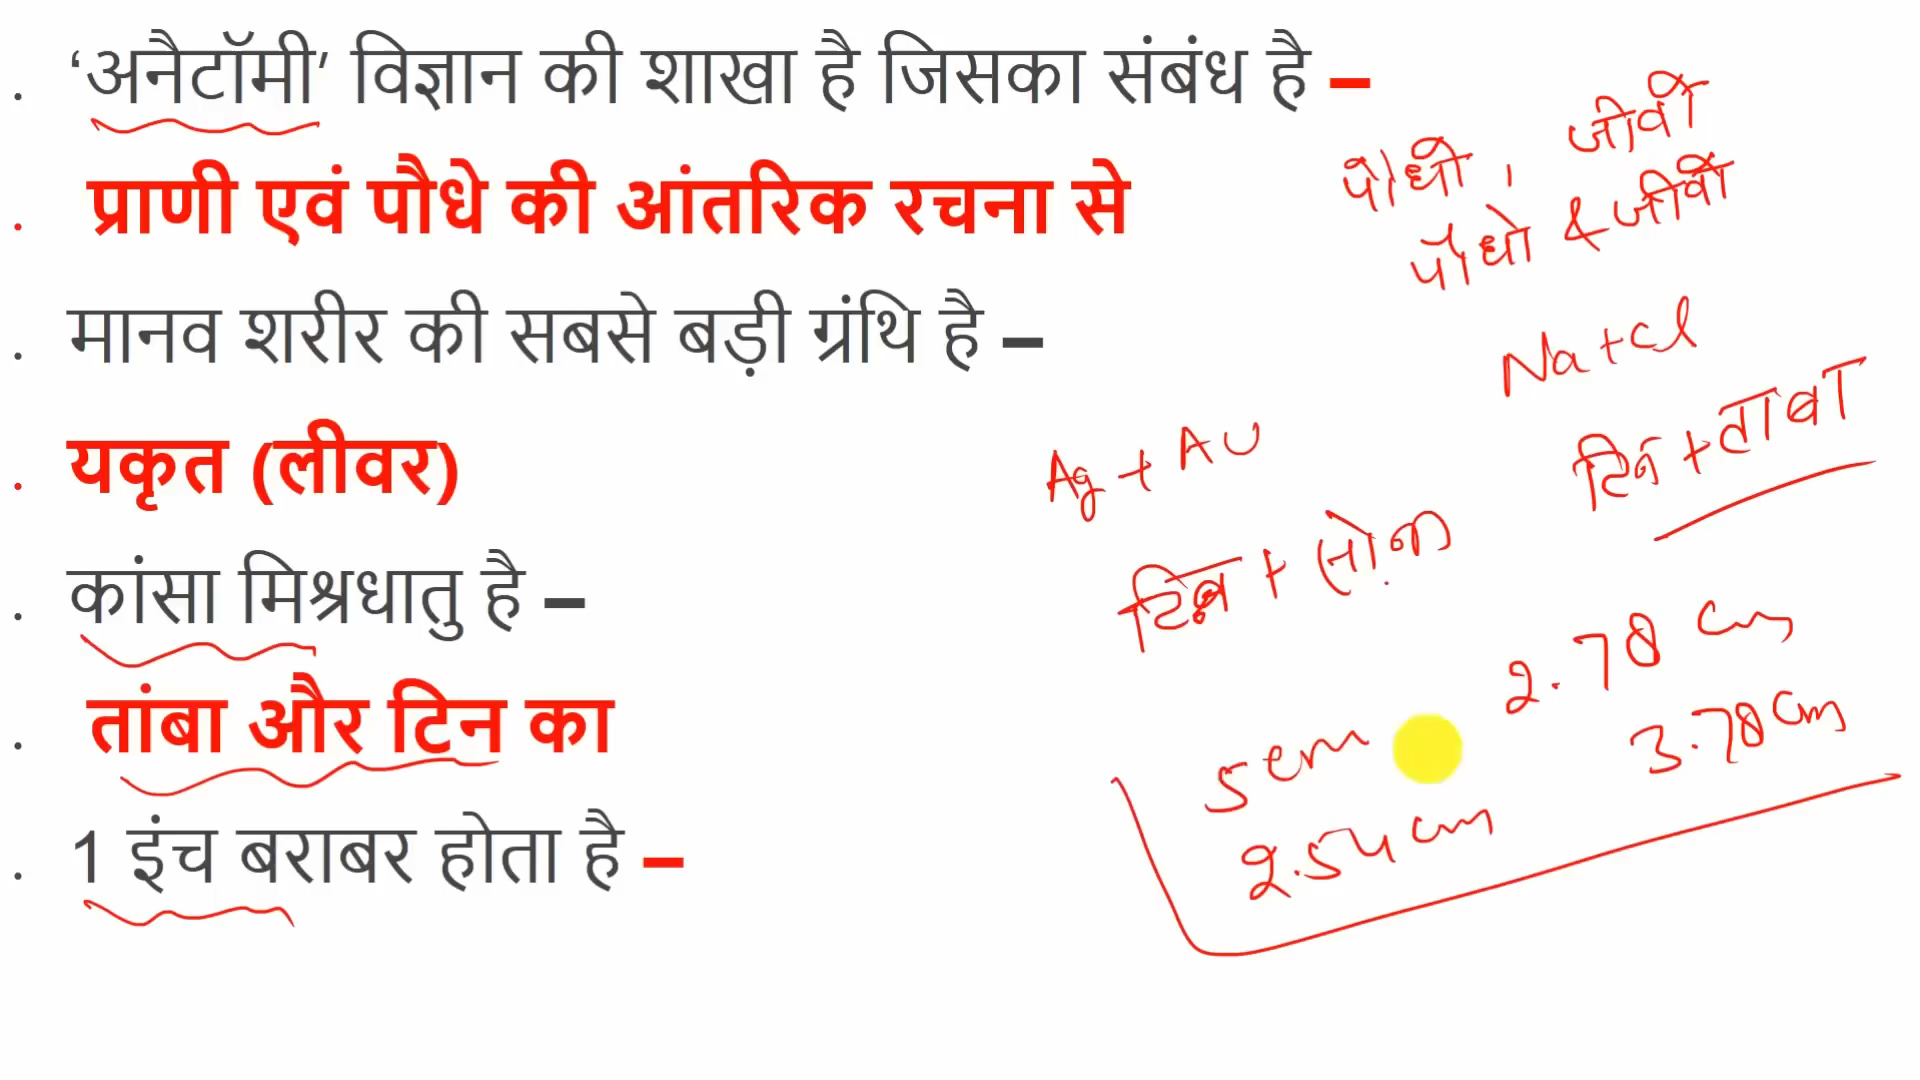 . ‘अनैटॉमी’ विज्ञान की शाखा है जिसका संबंध है –
. प्राणी एवं पौधे की आंतरिक रचना से
. मानव शरीर की सबसे बड़ी ग्रंथि है –
. यकृत (लीवर)
. कांसा मिश्रधातु है –
. तांबा और टिन का
. 1 इंच बराबर होता है –
पौधो , जीवो
पौधो & जीवो
Na + Cl
Ag + AU
टिन + ताबा
टिन + सोना
2.78 cm
5 cm
3.78 cm
2.54 cm